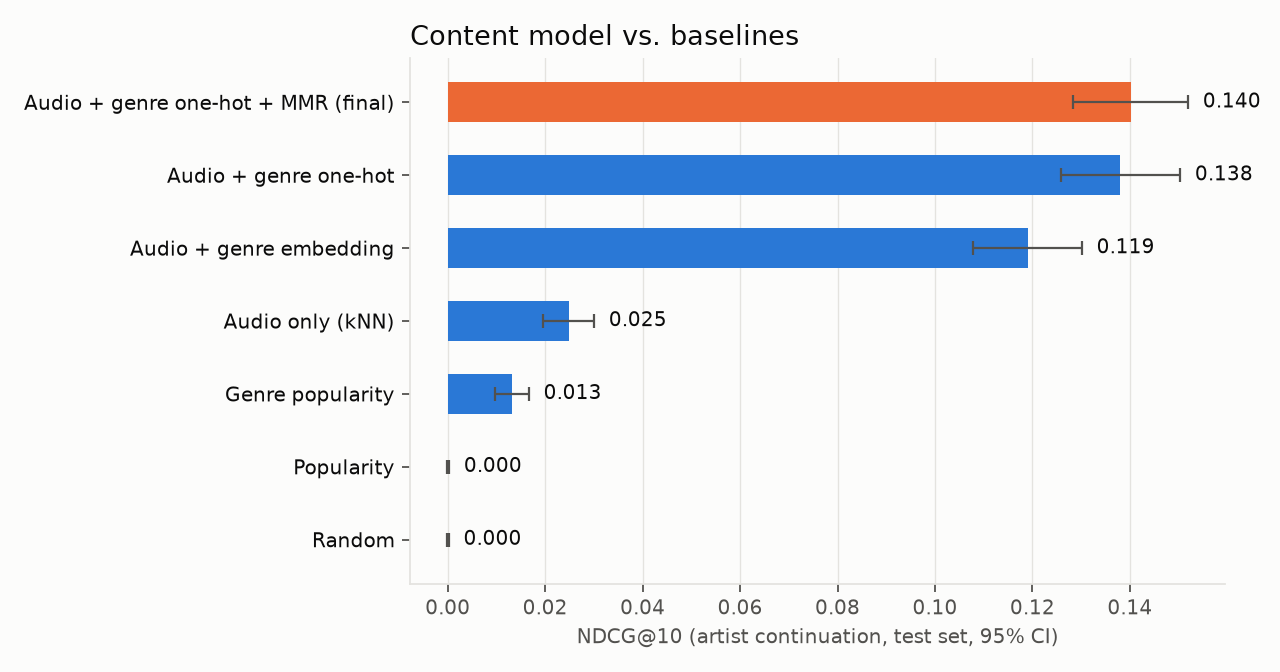 Content model vs. baselines
Audio + genre one-hot + MMR (final)
0.140
Audio + genre one-hot
0.138
Audio + genre embedding
0.119
Audio only (kNN)
0.025
Genre popularity
0.013
Popularity
0.000
Random
0.000
0.00 0.02 0.04 0.06 0.08 0.10 0.12 0.14
NDCG@10 (artist continuation, test set, 95% CI)